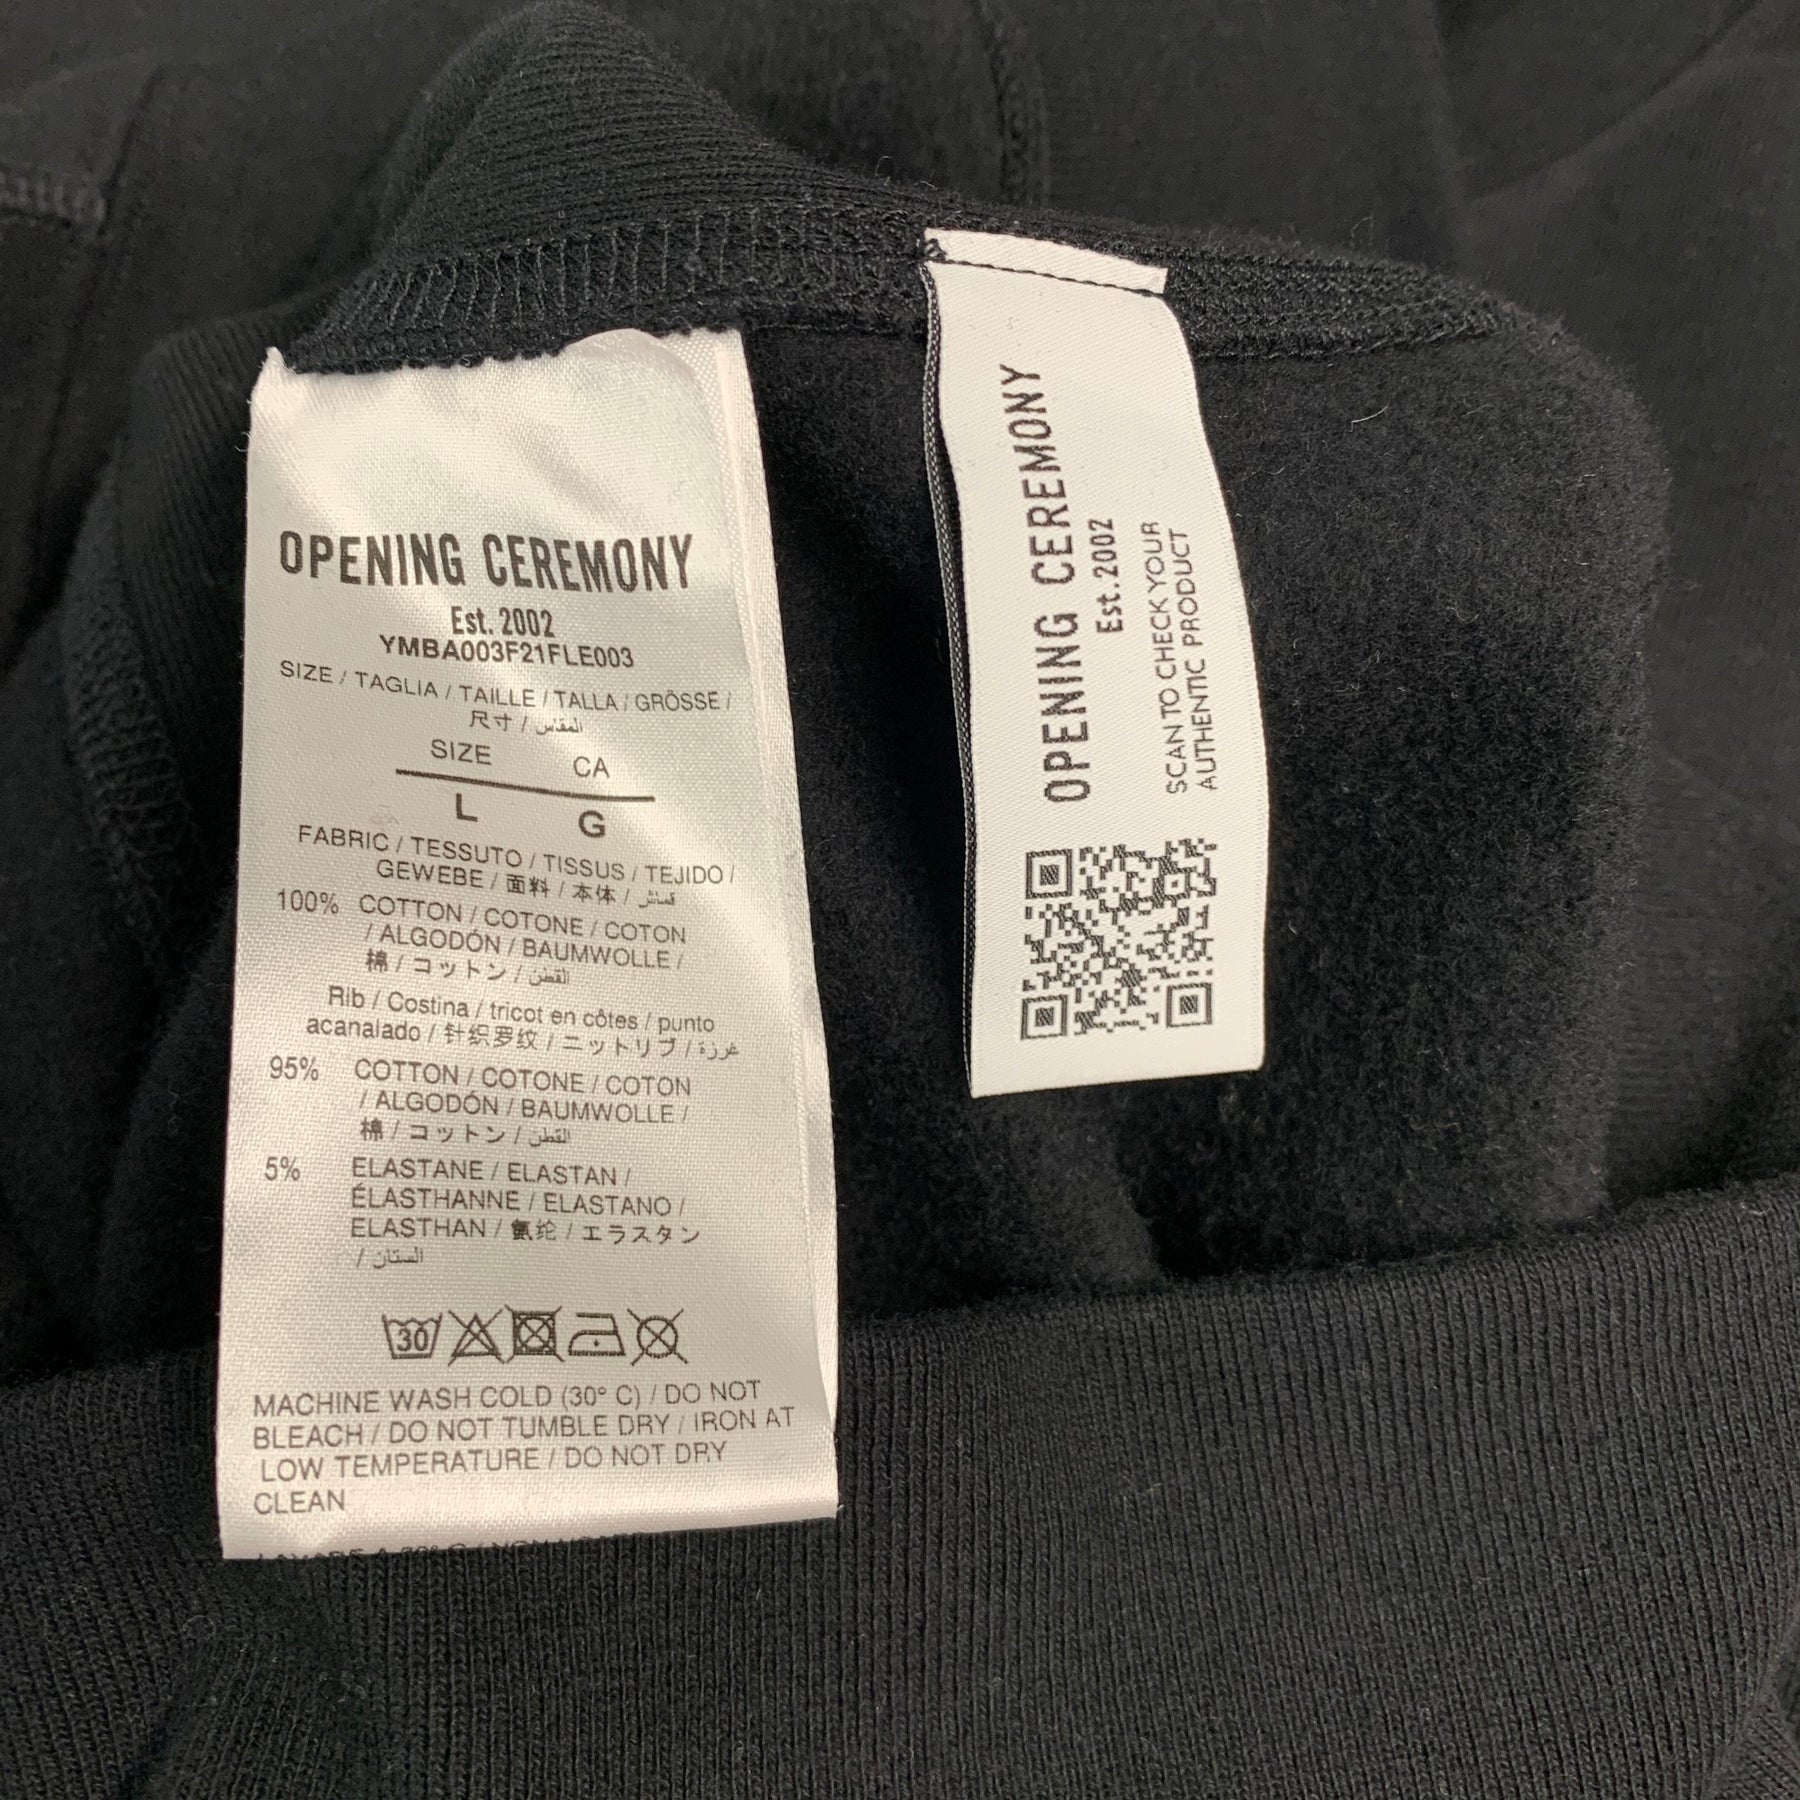 OPENING CEREMONY
Est. 2002
YMBA003F21FLE003
SIZE / TAGLIA / TAILLE / TALLA / GRÖSSE /
尺寸 / المقاس
SIZE CA
L G
FABRIC / TESSUTO / TISSUS / TEJIDO /
GEWEBE / 面料 / 本体 / قماش
100% COTTON / COTONE / COTON
/ ALGODÓN / BAUMWOLLE /
棉 / コットン / القطن
Rib / Costina / tricot en côtes / punto
acanalado / 针织罗纹 / ニットリブ / غرزة
95% COTTON / COTONE / COTON
/ ALGODÓN / BAUMWOLLE /
棉 / コットン / القطن
5% ELASTANE / ELASTAN /
ÉLASTHANNE / ELASTANO /
ELASTHAN / 氨纶 / エラスタン
/ الستان
30
MACHINE WASH COLD (30° C) / DO NOT
BLEACH / DO NOT TUMBLE DRY / IRON AT
LOW TEMPERATURE / DO NOT DRY
CLEAN
OPENING CEREMONY
Est. 2002
SCAN TO CHECK YOUR
AUTHENTIC PRODUCT